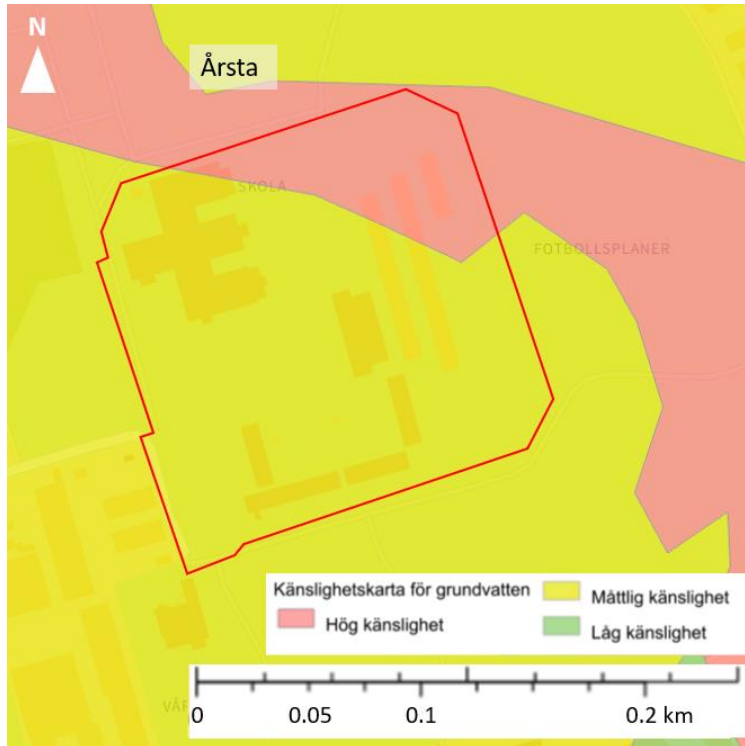 N
Årsta
SKOLA
FOTBOLLSPLANER
Känslighetskarta för grundvatten
Hög känslighet
Måttlig känslighet
Låg känslighet
0 0.05 0.1 0.2 km